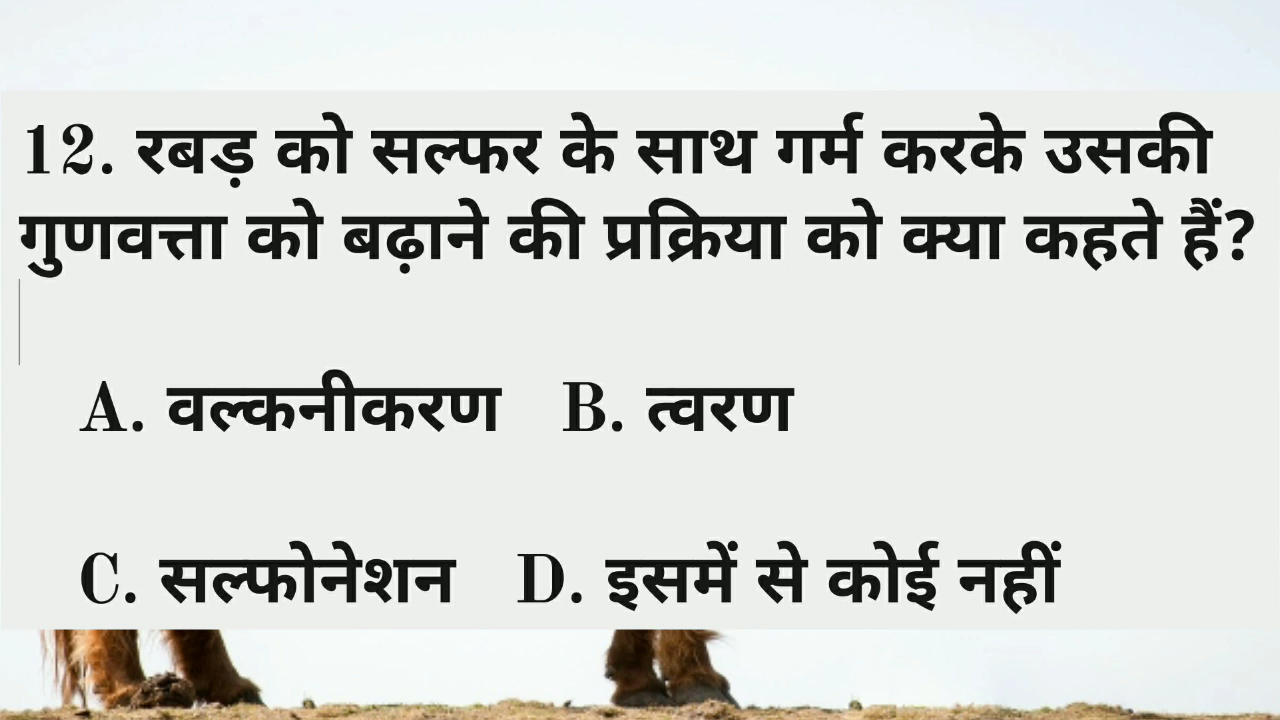 12. रबड़ को सल्फर के साथ गर्म करके उसकी
गुणवत्ता को बढ़ाने की प्रक्रिया को क्या कहते हैं?
A. वल्कनीकरण B. त्वरण
C. सल्फोनेशन D. इसमें से कोई नहीं